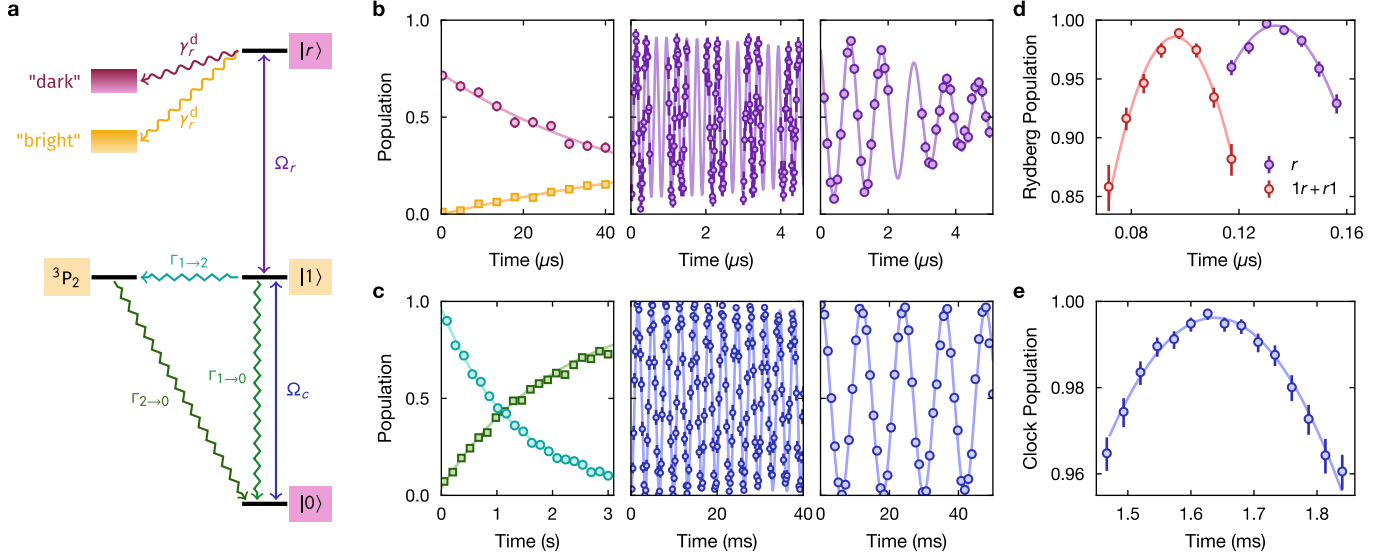 a
γ_r^d
|r⟩
"dark"
γ_r^d
"bright"
Ω_r
³P₂
Γ_{1→2}
|1⟩
Γ_{1→0}
Γ_{2→0}
Ω_c
|0⟩
b
1.0
0.5
0.0
Population
0 20 40
Time (µs)
0 2 4
Time (µs)
0 2 4
Time (µs)
c
1.0
0.5
0.0
Population
0 1 2 3
Time (s)
0 20 40
Time (ms)
0 20 40
Time (ms)
d
1.00
0.95
0.90
0.85
Rydberg Population
r
1r + r1
0.08 0.12 0.16
Time (µs)
e
1.00
0.98
0.96
Clock Population
1.5 1.6 1.7 1.8
Time (ms)